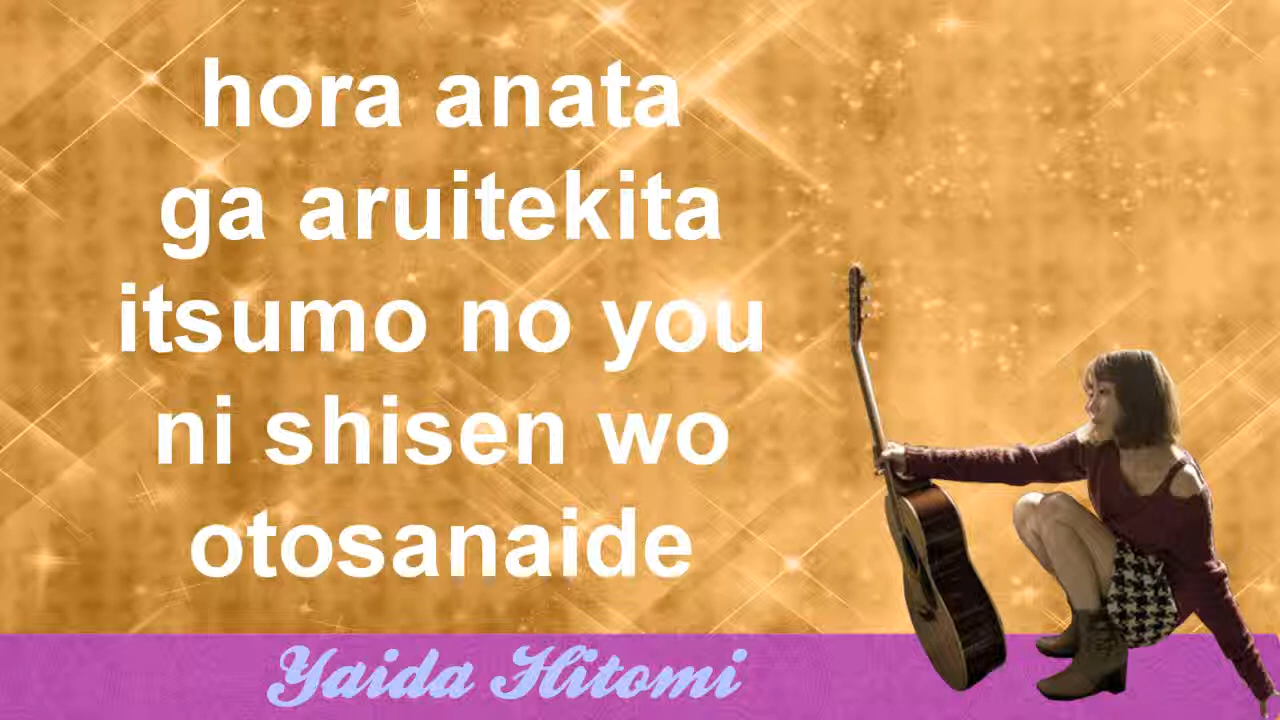 hora anata
ga aruitekita
itsumo no you
ni shisen wo
otosanaide
Yaida Hitomi